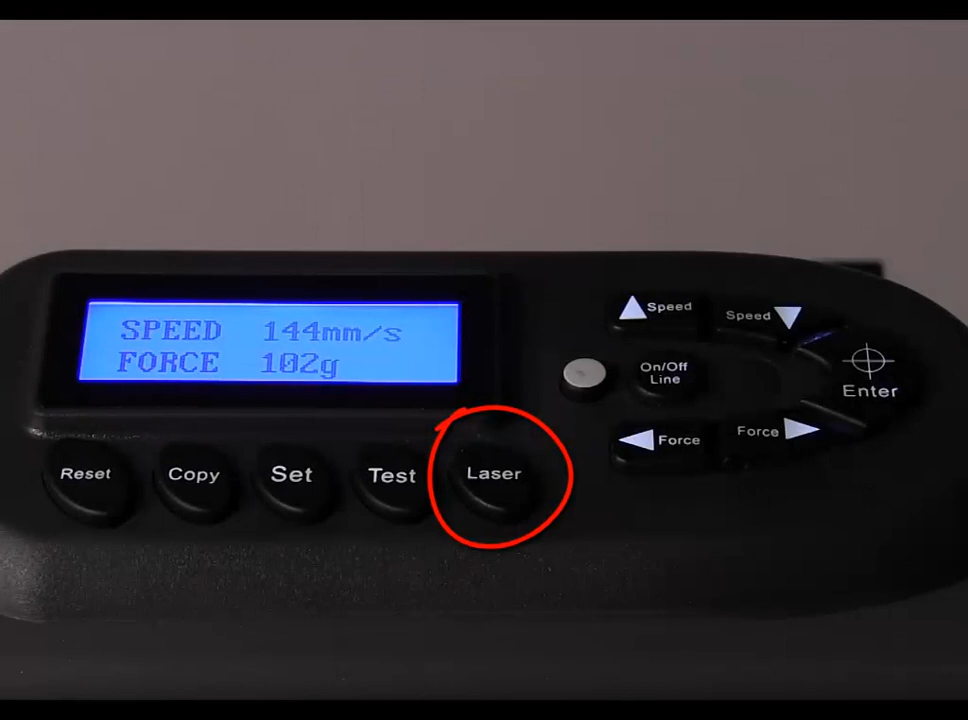 SPEED 144mm/s
FORCE 102g
Speed
Speed
On/Off
Line
Enter
Force
Force
Reset
Copy
Set
Test
Laser